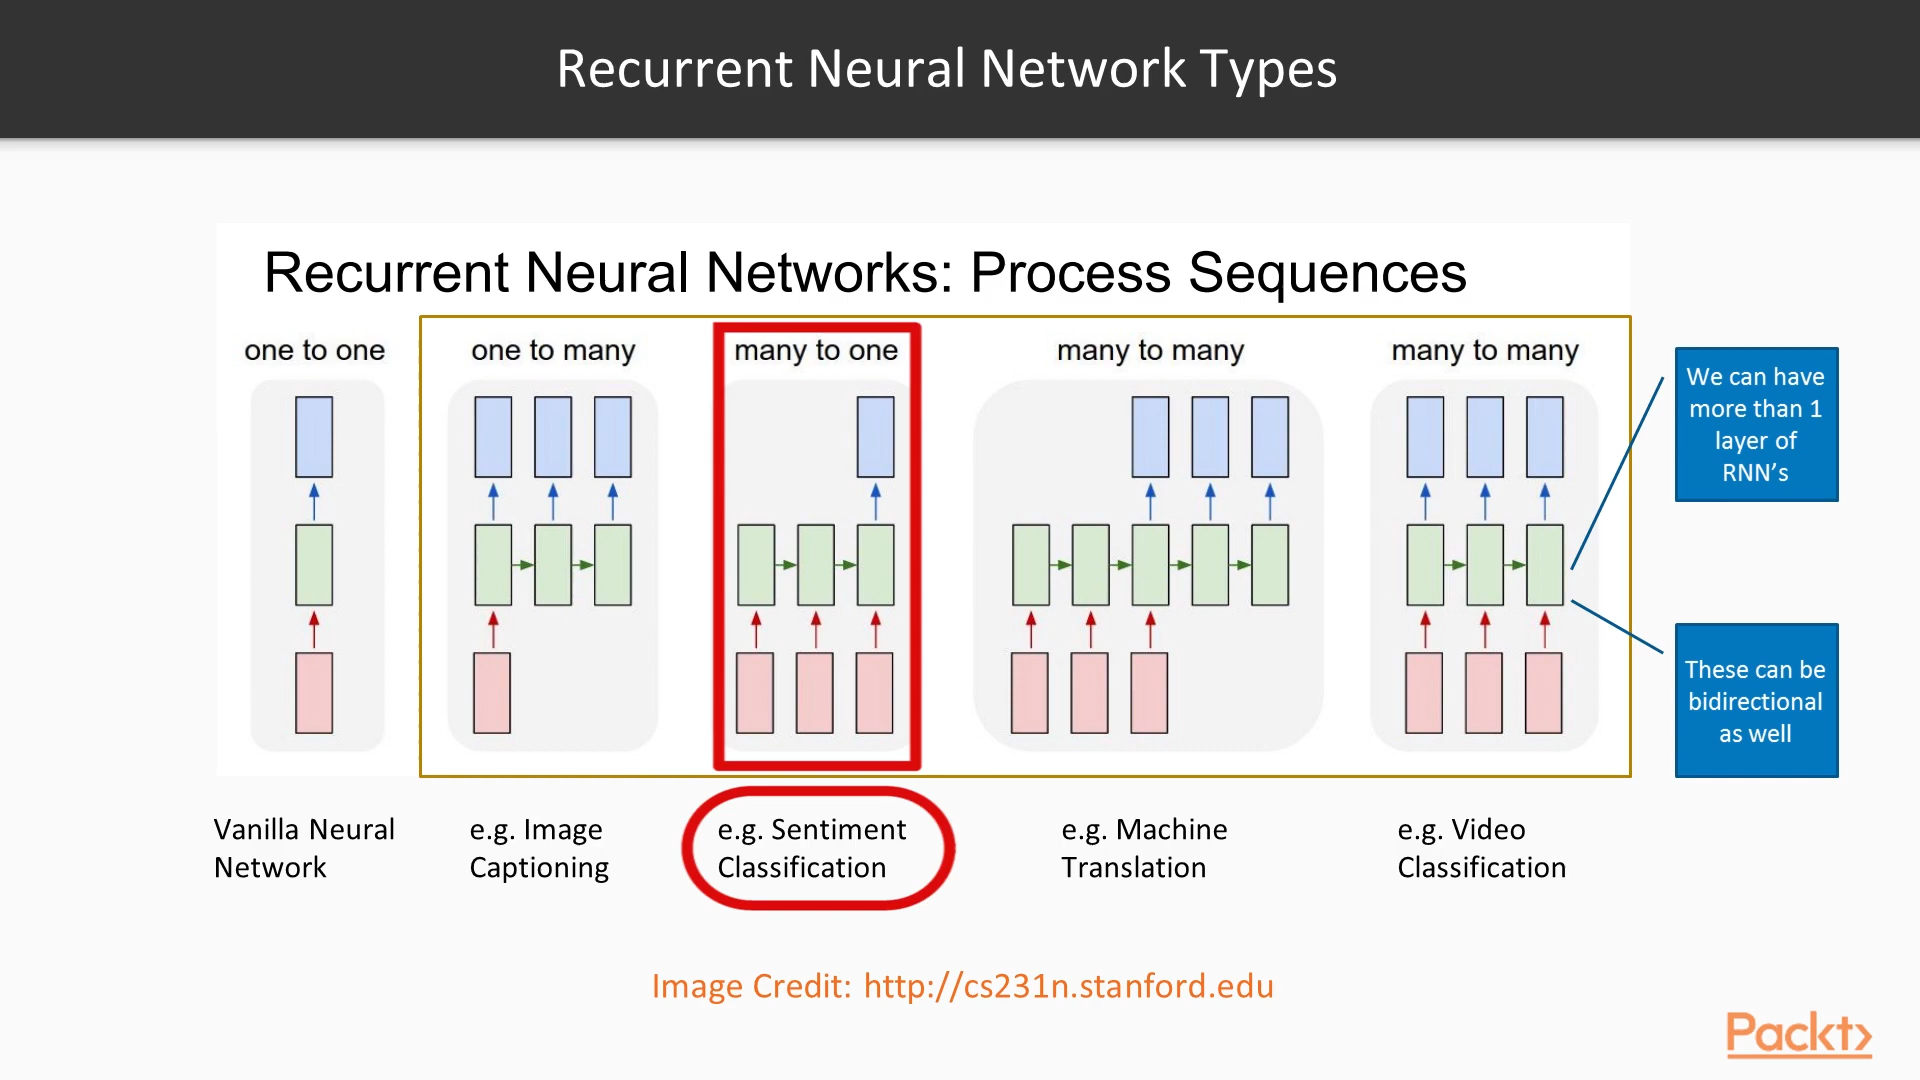 Recurrent Neural Network Types
Recurrent Neural Networks: Process Sequences
one to one
one to many
many to one
many to many
many to many
We can have
more than 1
layer of
RNN’s
These can be
bidirectional
as well
Vanilla Neural
Network
e.g. Image
Captioning
e.g. Sentiment
Classification
e.g. Machine
Translation
e.g. Video
Classification
Image Credit: http://cs231n.stanford.edu
Packt>